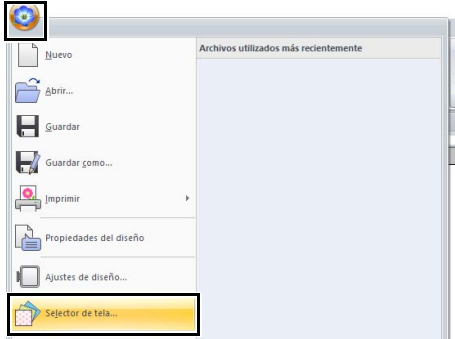 Archivos utilizados más recientemente
Nuevo
Abrir...
Guardar
Guardar como...
Imprimir
Propiedades del diseño
Ajustes de diseño...
Selector de tela...